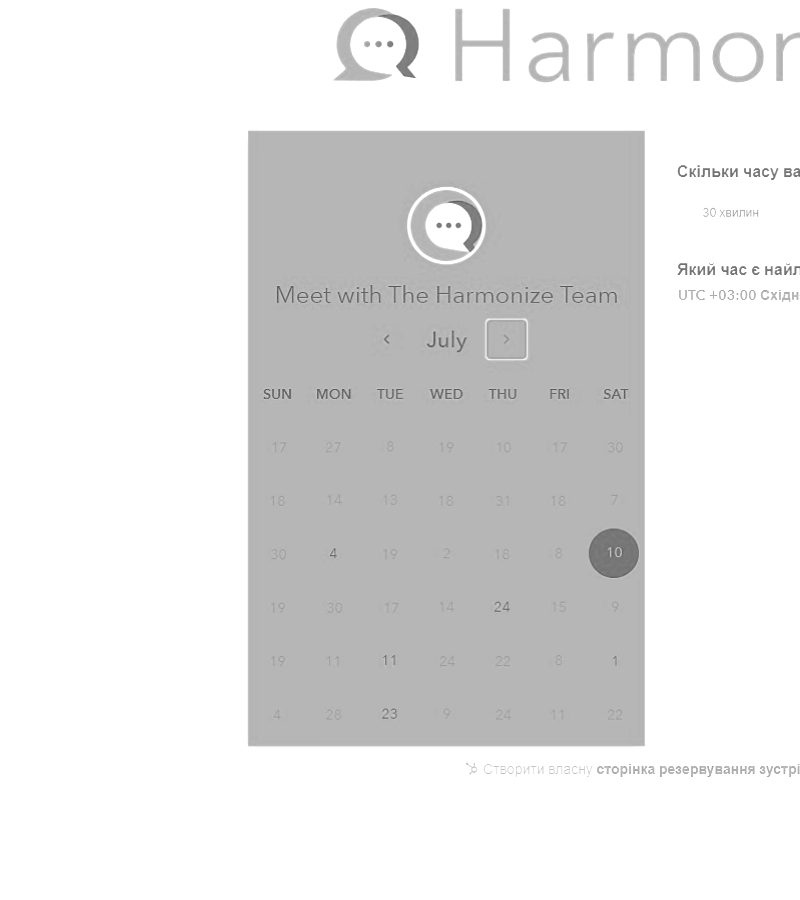 Harmon
Meet with The Harmonize Team
July
SUN MON TUE WED THU FRI SAT
17 27 8 19 10 17 30
18 14 13 18 31 18 7
30 4 19 2 18 8 10
19 30 17 14 24 15 9
19 11 11 24 22 8 1
4 28 23 9 24 11 22
Скільки часу ва
30 хвилин
Який час є найл
UTC +03:00 Східн
Створити власну сторінка резервування зустрі